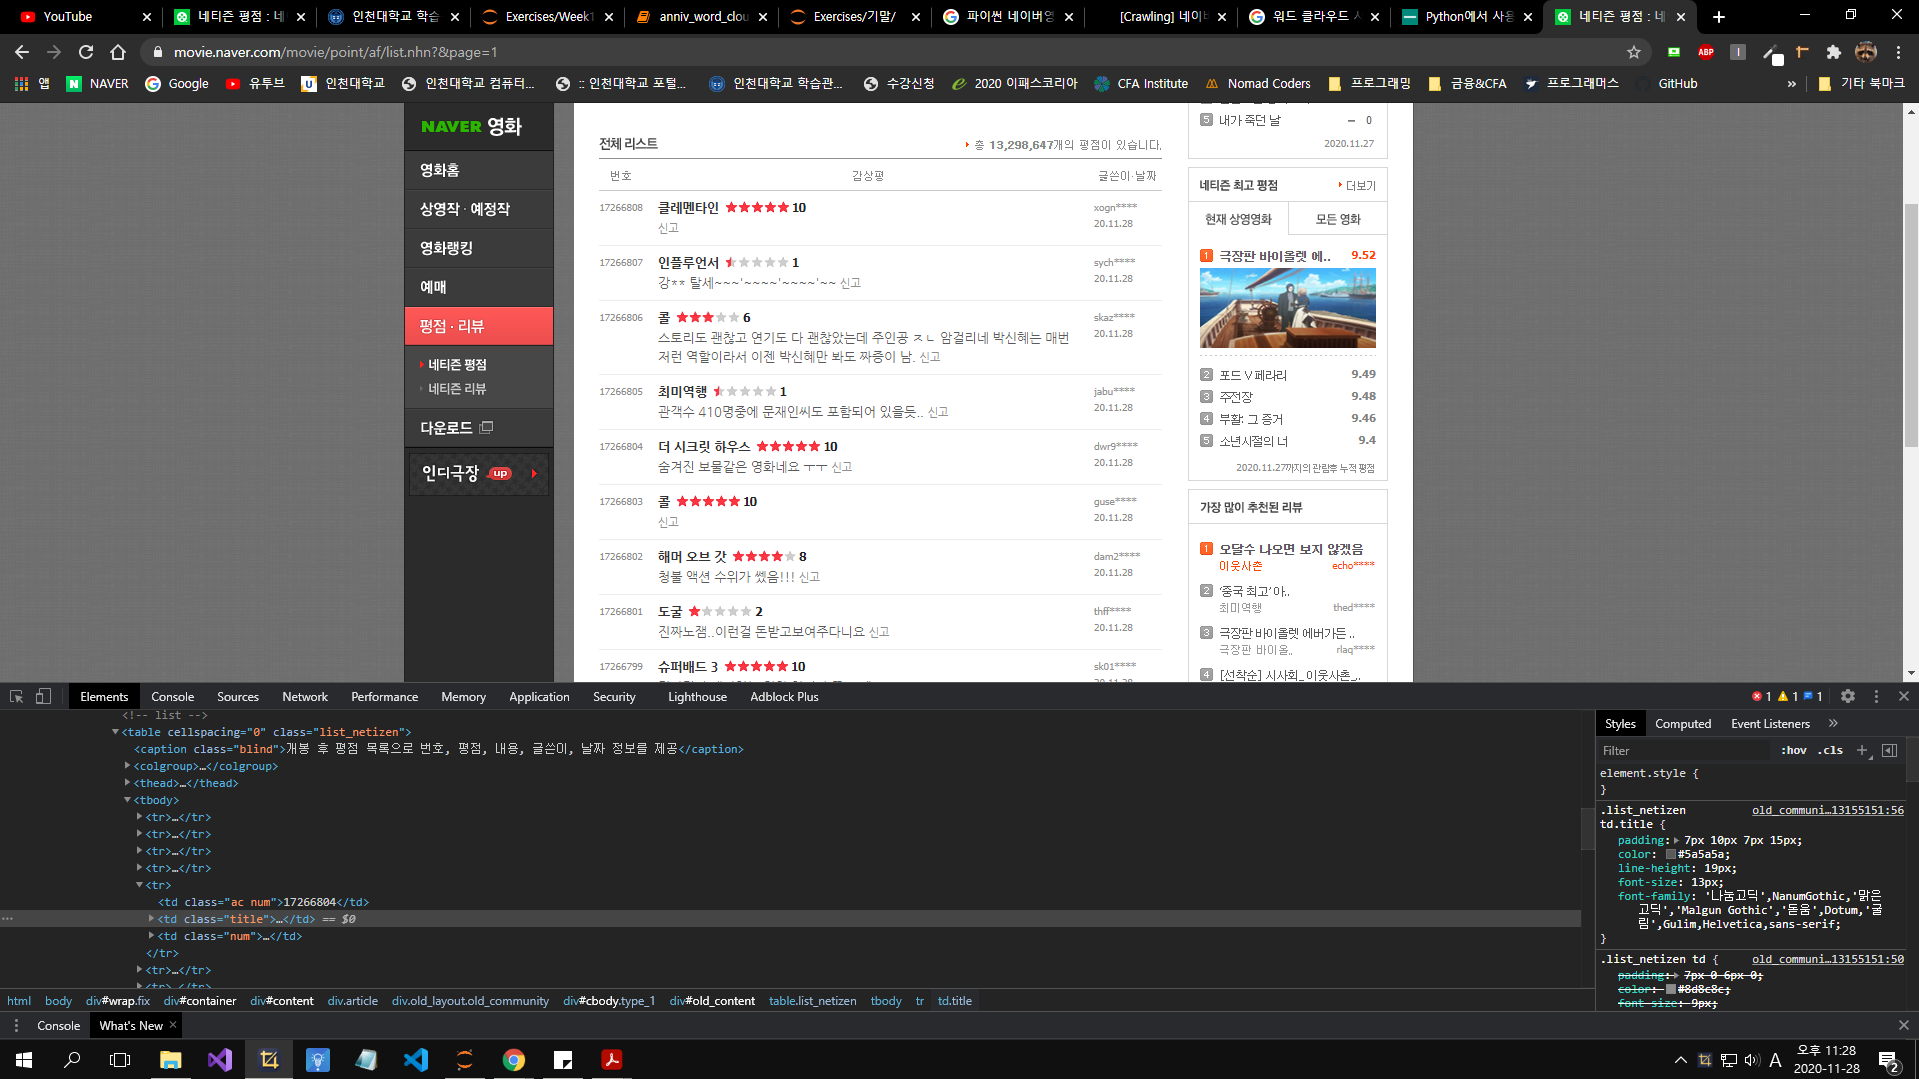 YouTube
네티즌 평점 : 네
인천대학교 학습
Exercises/Week1
anniv_word_clou
Exercises/기말/
파이썬 네이버영
[Crawling] 네이버
워드 클라우드 시
Python에서 사용
네티즌 평점 : 네
movie.naver.com/movie/point/af/list.nhn?&page=1
앱
NAVER
Google
유튜브
인천대학교
인천대학교 컴퓨터...
:: 인천대학교 포털...
인천대학교 학습관...
수강신청
2020 이패스코리아
CFA Institute
Nomad Coders
프로그래밍
금융&CFA
프로그래머스
GitHub
»
기타 북마크
NAVER 영화
영화홈
상영작 · 예정작
영화랭킹
예매
평점 · 리뷰
네티즌 평점
네티즌 리뷰
다운로드
인디극장 up
전체 리스트
총 13,298,647개의 평점이 있습니다.
번호 감상평 글쓴이·날짜
17266808 클레멘타인 10 xogn****
신고 20.11.28
17266807 인플루언서 1 sych****
강** 탈세~~~'~~~~'~~~~'~~ 신고 20.11.28
17266806 콜 6 skaz****
스토리도 괜찮고 연기도 다 괜찮았는데 주인공 ㅈㄴ 암걸리네 박신혜는 매번 20.11.28
저런 역할이라서 이젠 박신혜만 봐도 짜증이 남. 신고
17266805 최미역행 1 jabu****
관객수 410명중에 문재인씨도 포함되어 있을듯.. 신고 20.11.28
17266804 더 시크릿 하우스 10 dwr9****
숨겨진 보물같은 영화네요 ㅜㅜ 신고 20.11.28
17266803 콜 10 guse****
신고 20.11.28
17266802 해머 오브 갓 8 dam2****
청불 액션 수위가 쎘음!!! 신고 20.11.28
17266801 도굴 2 thff****
진짜노잼..이런걸 돈받고보여주다니요 신고 20.11.28
17266799 슈퍼배드 3 10 sk01****
5 내가 죽던 날 0
2020.11.27
네티즌 최고 평점 더보기
현재 상영영화 모든 영화
1 극장판 바이올렛 에.. 9.52
2 포드 V 페라리 9.49
3 주전장 9.48
4 부활: 그 증거 9.46
5 소년시절의 너 9.4
2020.11.27까지의 관람후 누적 평점
가장 많이 추천된 리뷰
1 오달수 나오면 보지 않겠음
이웃사촌 echo****
2 '중국 최고' 아..
최미역행 thed****
3 극장판 바이올렛 에버가든 ..
극장판 바이올.. rlaq****
4 [선착순] 시사회_이웃사촌_..
Elements Console Sources Network Performance Memory Application Security Lighthouse Adblock Plus
1 1 1
<!-- list -->
<table cellspacing="0" class="list_netizen">
<caption class="blind">개봉 후 평점 목록으로 번호, 평점, 내용, 글쓴이, 날짜 정보를 제공</caption>
<colgroup>…</colgroup>
<thead>…</thead>
<tbody>
<tr>…</tr>
<tr>…</tr>
<tr>…</tr>
<tr>…</tr>
<tr>
<td class="ac num">17266804</td>
<td class="title">…</td> == $0
<td class="num">…</td>
</tr>
<tr>…</tr>
<tr>…</tr>
html body div#wrap.fix div#container div#content div.article div.old_layout.old_community div#cbody.type_1 div#old_content table.list_netizen tbody tr td.title
Styles Computed Event Listeners »
Filter :hov .cls +
element.style {
}
.list_netizen old_communi…13155151:56
td.title {
padding: 7px 10px 7px 15px;
color: #5a5a5a;
line-height: 19px;
font-size: 13px;
font-family: '나눔고딕',NanumGothic,'맑은
고딕','Malgun Gothic','돋움',Dotum,'굴
림',Gulim,Helvetica,sans-serif;
}
.list_netizen td { old_communi…13155151:50
padding: 7px 0 6px 0;
color: #8d8c8c;
font-size: 9px;
Console What's New
A
오후 11:28
2020-11-28
2